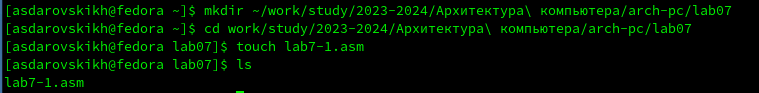 [asdarovskikh@fedora ~]$ mkdir ~/work/study/2023-2024/Архитектура\ компьютера/arch-pc/lab07
[asdarovskikh@fedora ~]$ cd work/study/2023-2024/Архитектура\ компьютера/arch-pc/lab07
[asdarovskikh@fedora lab07]$ touch lab7-1.asm
[asdarovskikh@fedora lab07]$ ls
lab7-1.asm